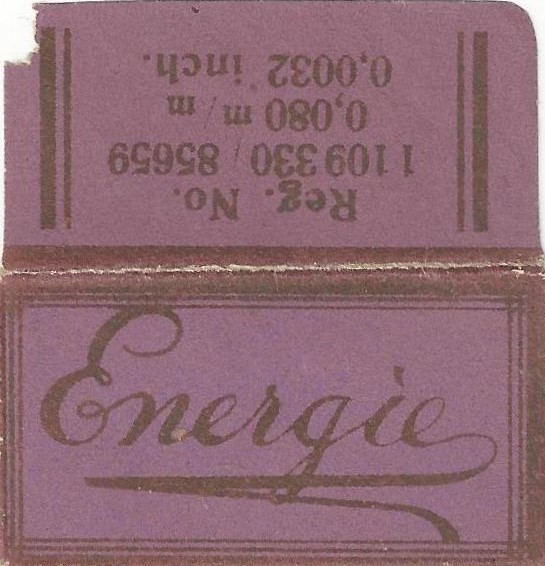 Reg. No.
1 109 330 / 85659
0,080 m/m
0,0032 inch.
Energie